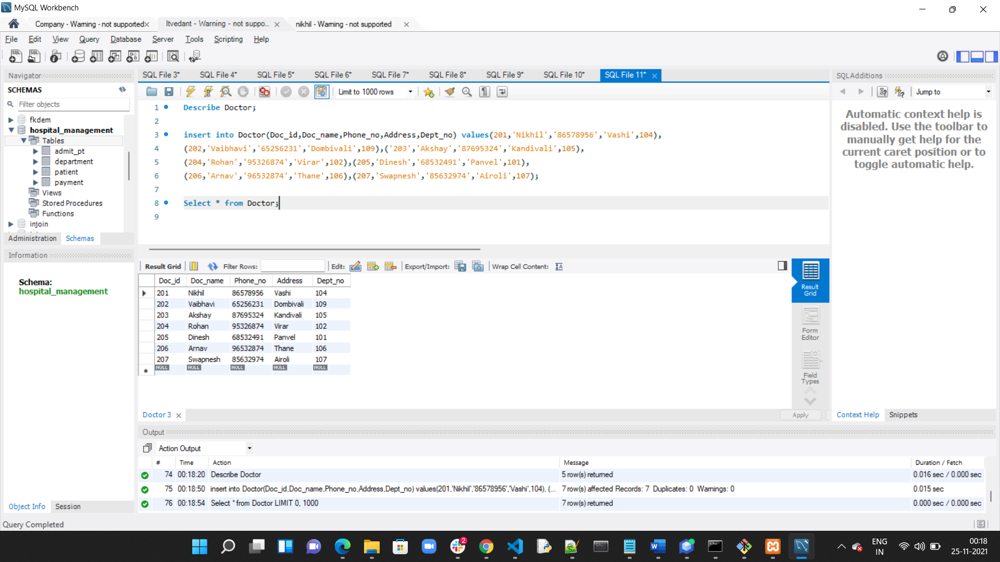 MySQL Workbench
Company - Warning - not supported
Itvedant - Warning - not suppo...
nikhil - Warning - not supported
File Edit View Query Database Server Tools Scripting Help
Navigator
SCHEMAS
Filter objects
fkdem
hospital_management
Tables
admit_pt
department
patient
payment
Views
Stored Procedures
Functions
injoin
Administration Schemas
Information
Schema:
hospital_management
Object Info Session
SQL File 3* SQL File 4* SQL File 5* SQL File 6* SQL File 7* SQL File 8* SQL File 9* SQL File 10* SQL File 11*
Limit to 1000 rows
1 Describe Doctor;
2
3 insert into Doctor(Doc_id,Doc_name,Phone_no,Address,Dept_no) values(201,'Nikhil','86578956','Vashi',104),
4 (202,'Vaibhavi','65256231','Dombivali',109),('203','Akshay','87695324','Kandivali',105),
5 (204,'Rohan','95326874','Virar',102),(205,'Dinesh','68532491','Panvel',101),
6 (206,'Arnav','96532874','Thane',106),(207,'Swapnesh','85632974','Airoli',107);
7
8 Select * from Doctor;
9
Result Grid Filter Rows: Edit: Export/Import: Wrap Cell Content:
Doc_id Doc_name Phone_no Address Dept_no
201 Nikhil 86578956 Vashi 104
202 Vaibhavi 65256231 Dombivali 109
203 Akshay 87695324 Kandivali 105
204 Rohan 95326874 Virar 102
205 Dinesh 68532491 Panvel 101
206 Arnav 96532874 Thane 106
207 Swapnesh 85632974 Airoli 107
NULL NULL NULL NULL NULL
Result
Grid
Form
Editor
Field
Types
Doctor 3
Apply
SQLAdditions
Jump to
Automatic context help is
disabled. Use the toolbar to
manually get help for the
current caret position or to
toggle automatic help.
Context Help Snippets
Output
Action Output
# Time Action Message Duration / Fetch
74 00:18:20 Describe Doctor 5 row(s) returned 0.016 sec / 0.000 sec
75 00:18:50 insert into Doctor(Doc_id,Doc_name,Phone_no,Address,Dept_no) values(201,'Nikhil','86578956','Vashi',104), (... 7 row(s) affected Records: 7 Duplicates: 0 Warnings: 0 0.015 sec
76 00:18:54 Select * from Doctor LIMIT 0, 1000 7 row(s) returned 0.000 sec / 0.000 sec
Query Completed
2
ENG
IN
00:18
25-11-2021